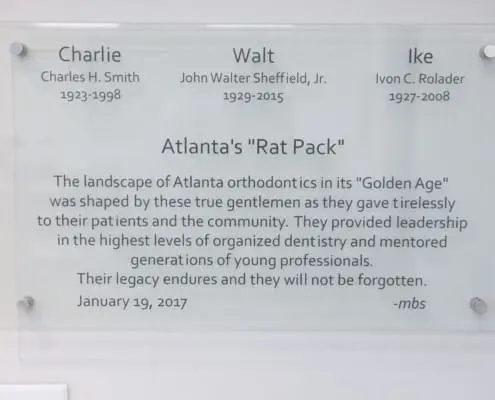 Charlie Walt Ike
Charles H. Smith John Walter Sheffield, Jr. Ivon C. Rolader
1923-1998 1929-2015 1927-2008
Atlanta's "Rat Pack"
The landscape of Atlanta orthodontics in its "Golden Age"
was shaped by these true gentlemen as they gave tirelessly
to their patients and the community. They provided leadership
in the highest levels of organized dentistry and mentored
generations of young professionals.
Their legacy endures and they will not be forgotten.
January 19, 2017 -mbs